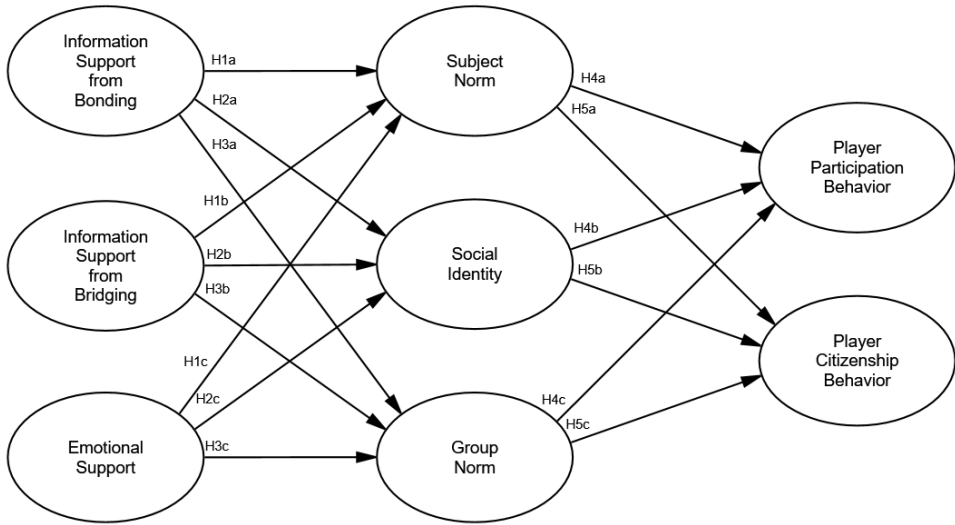 Information
Support
from
Bonding
H1a
H2a
H3a
Subject
Norm
H4a
H5a
Player
Participation
Behavior
Information
Support
from
Bridging
H1b
H2b
H3b
Social
Identity
H4b
H5b
Player
Citizenship
Behavior
Emotional
Support
H1c
H2c
H3c
Group
Norm
H4c
H5c